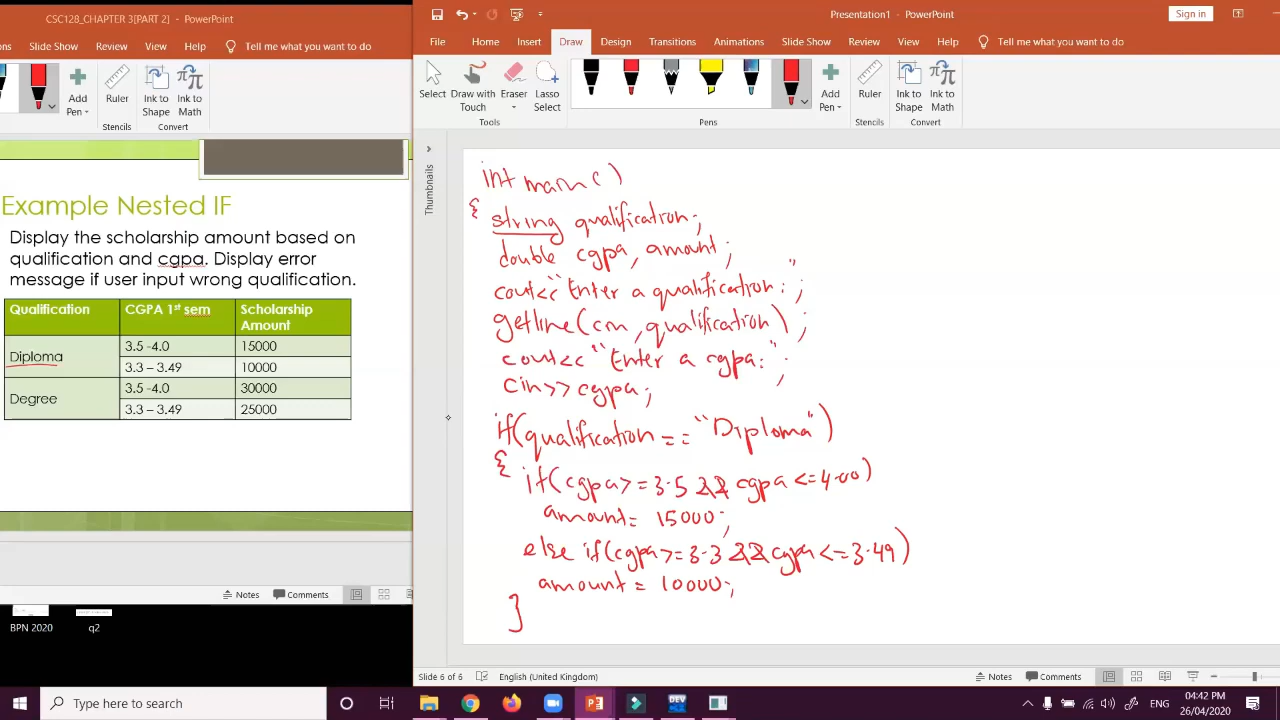 CSC128_CHAPTER 3[PART 2] - PowerPoint
Slide Show Review View Help Tell me what you want to do
Add Pen
Ruler
Ink to Shape
Ink to Math
Stencils
Convert
Example Nested IF
Display the scholarship amount based on
qualification and cgpa. Display error
message if user input wrong qualification.
Qualification CGPA 1st sem Scholarship Amount
Diploma 3.5 -4.0 15000
3.3 – 3.49 10000
Degree 3.5 -4.0 30000
3.3 – 3.49 25000
Notes Comments
BPN 2020 q2
Presentation1 - PowerPoint
Sign in
File Home Insert Draw Design Transitions Animations Slide Show Review View Help Tell me what you want to do
Select
Draw with Touch
Eraser
Lasso Select
Add Pen
Ruler
Ink to Shape
Ink to Math
Tools
Pens
Stencils
Convert
Thumbnails
int main()
{ string qualification;
double cgpa, amount;
cout<<"Enter a qualification:";
getline(cin,qualification);
cout<<"Enter a cgpa:";
cin>>cgpa;
if(qualification=="Diploma")
{ if(cgpa>=3.5 && cgpa<=4.00)
amount=15000;
else if(cgpa>=3.3 && cgpa<=3.49)
amount=10000;
}
Slide 6 of 6 English (United Kingdom) Notes Comments
Type here to search
DEV
ENG
04:42 PM
26/04/2020